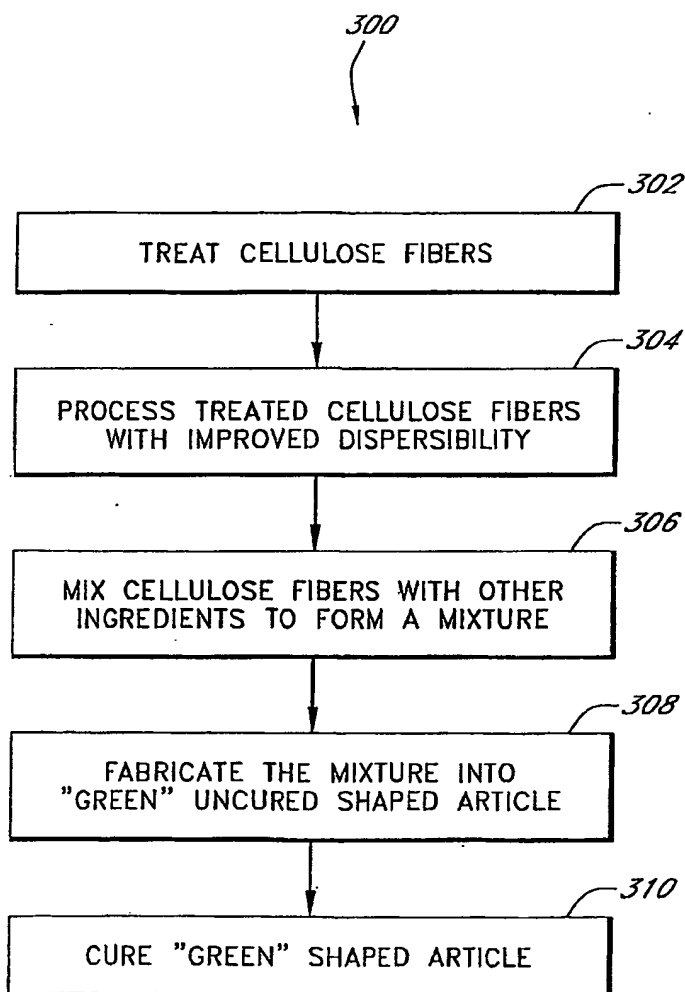 300
302
TREAT CELLULOSE FIBERS
304
PROCESS TREATED CELLULOSE FIBERS
WITH IMPROVED DISPERSIBILITY
306
MIX CELLULOSE FIBERS WITH OTHER
INGREDIENTS TO FORM A MIXTURE
308
FABRICATE THE MIXTURE INTO
"GREEN" UNCURED SHAPED ARTICLE
310
CURE "GREEN" SHAPED ARTICLE